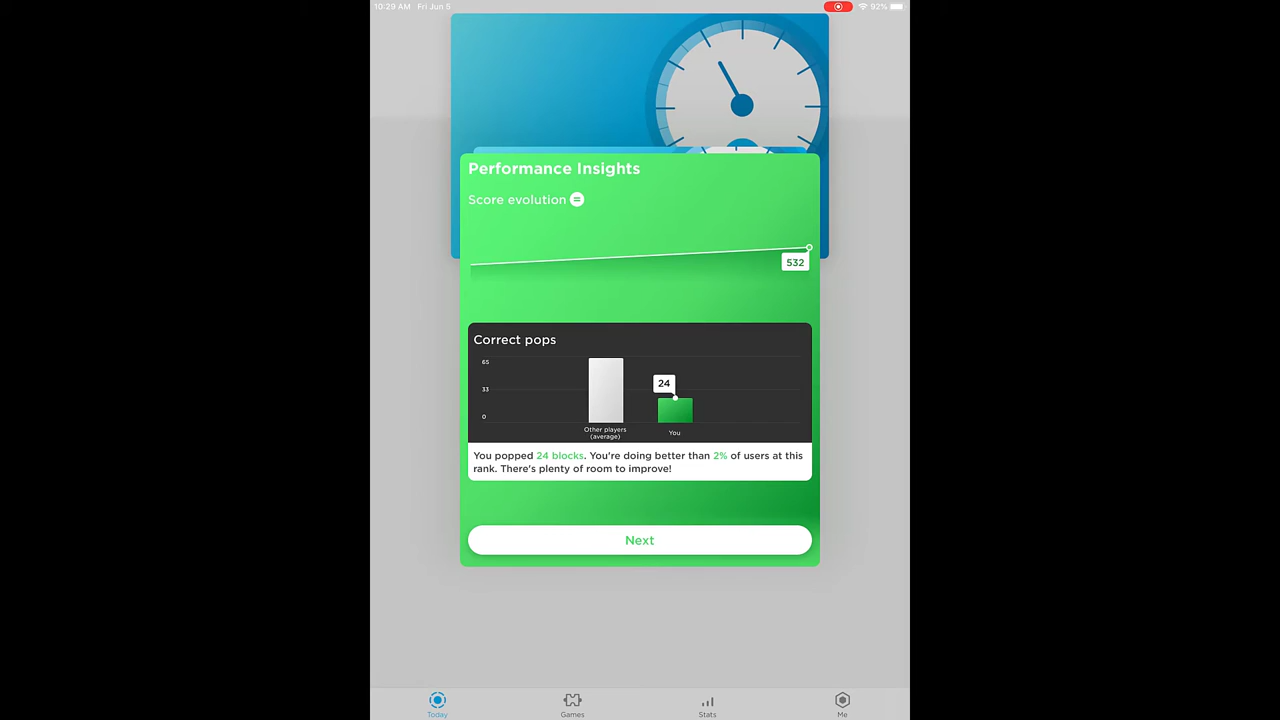 10:29 AM Fri Jun 5
92%
Performance Insights
Score evolution =
532
Correct pops
65
33
0
24
Other players
(average)
You
You popped 24 blocks. You're doing better than 2% of users at this
rank. There's plenty of room to improve!
Next
Today
Games
Stats
Me